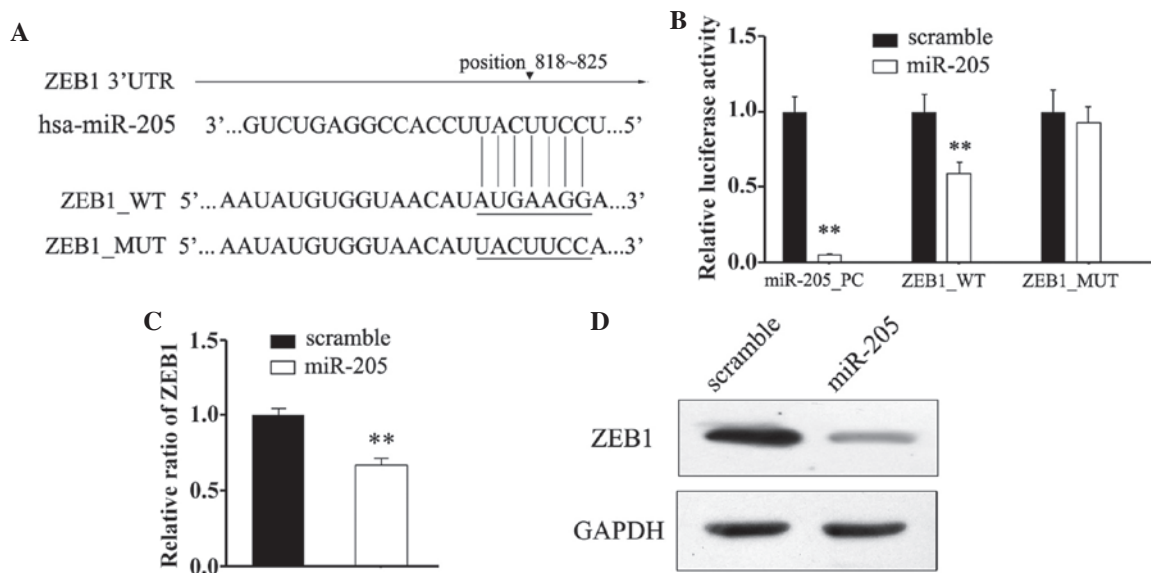 A
ZEB1 3'UTR
position 818~825
hsa-miR-205 3'...GUCUGAGGCCACCUUACUUCCU...5'
ZEB1_WT 5'...AAUAUGUGGUAACAUAUGAAGGA...3'
ZEB1_MUT 5'...AAUAUGUGGUAACAUUACUUCCA...3'
B
Relative luciferase activity
1.5
1.0
0.5
0.0
scramble
miR-205
**
**
miR-205_PC
ZEB1_WT
ZEB1_MUT
C
Relative ratio of ZEB1
1.5
1.0
0.5
0.0
scramble
miR-205
**
D
scramble
miR-205
ZEB1
GAPDH